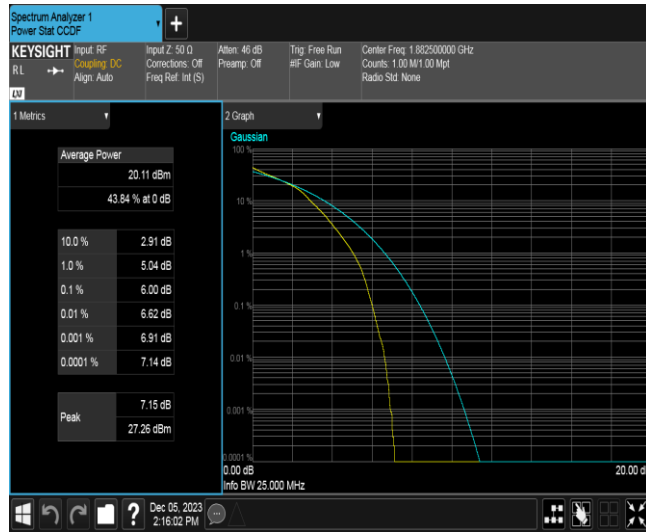 Spectrum Analyzer 1
Power Stat CCDF
+
KEYSIGHT
RL
LXI
Input: RF
Coupling: DC
Align: Auto
Input Z: 50 Ω
Corrections: Off
Freq Ref: Int (S)
Atten: 46 dB
Preamp: Off
Trig: Free Run
#IF Gain: Low
Center Freq: 1.882500000 GHz
Counts: 1.00 M/1.00 Mpt
Radio Std: None
1 Metrics
Average Power
20.11 dBm
43.84 % at 0 dB
10.0 % 2.91 dB
1.0 % 5.04 dB
0.1 % 6.00 dB
0.01 % 6.62 dB
0.001 % 6.91 dB
0.0001 % 7.14 dB
Peak
7.15 dB
27.26 dBm
2 Graph
Gaussian
100 %
10 %
1 %
0.1 %
0.01 %
0.001 %
0.0001 %
0.00 dB
20.00 d
Info BW 25.000 MHz
?
Dec 05, 2023
2:16:02 PM